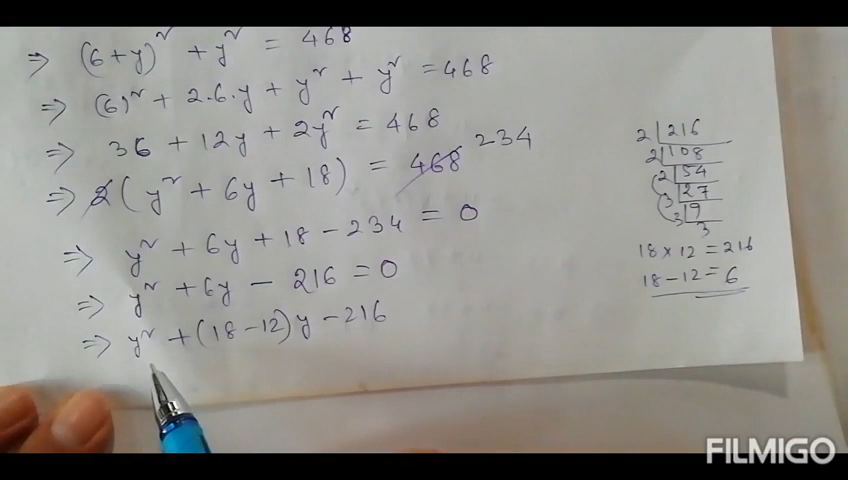 ⇒ (6+y)² + y² = 468
⇒ (6)² + 2.6.y + y² + y² = 468
⇒ 36 + 12y + 2y² = 468
⇒ 2(y² + 6y + 18) = 468 234
⇒ y² + 6y + 18 - 234 = 0
⇒ y² + 6y - 216 = 0
⇒ y² + (18-12)y - 216
2|216
2|108
2|54
3|27
3|9
3
18 × 12 = 216
18 - 12 = 6
FILMIGO